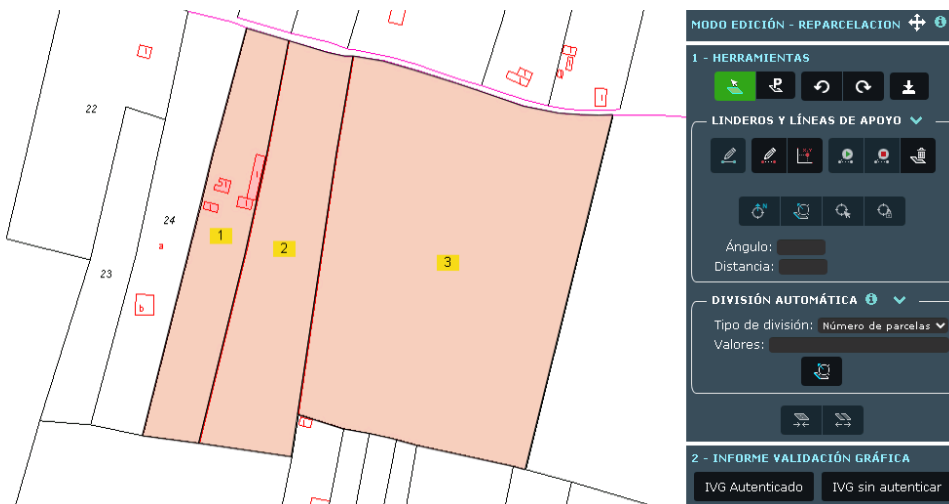 MODO EDICIÓN - REPARCELACION
1 - HERRAMIENTAS
LINDEROS Y LÍNEAS DE APOYO
Ángulo:
Distancia:
DIVISIÓN AUTOMÁTICA
Tipo de división: Número de parcelas
Valores:
2 - INFORME VALIDACIÓN GRÁFICA
IVG Autenticado IVG sin autenticar
22
24
a
23
b
1
2
3